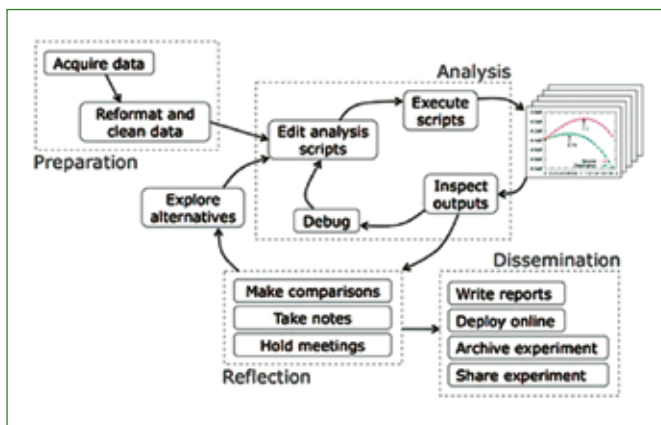 Acquire data
Reformat and
clean data
Preparation
Analysis
Edit analysis
scripts
Execute
scripts
Inspect
outputs
Debug
Explore
alternatives
Make comparisons
Take notes
Hold meetings
Reflection
Dissemination
Write reports
Deploy online
Archive experiment
Share experiment